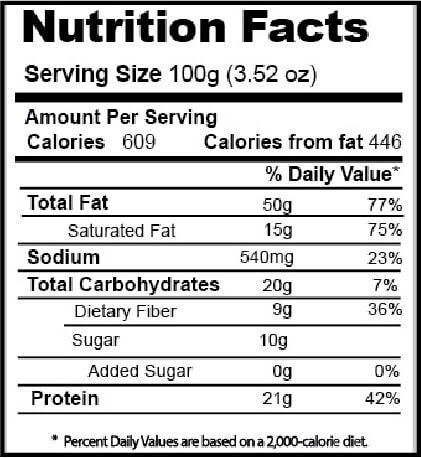 Nutrition Facts
Serving Size 100g (3.52 oz)
Amount Per Serving
Calories 609 Calories from fat 446
% Daily Value*
Total Fat 50g 77%
Saturated Fat 15g 75%
Sodium 540mg 23%
Total Carbohydrates 20g 7%
Dietary Fiber 9g 36%
Sugar 10g
Added Sugar 0g 0%
Protein 21g 42%
* Percent Daily Values are based on a 2,000-calorie diet.